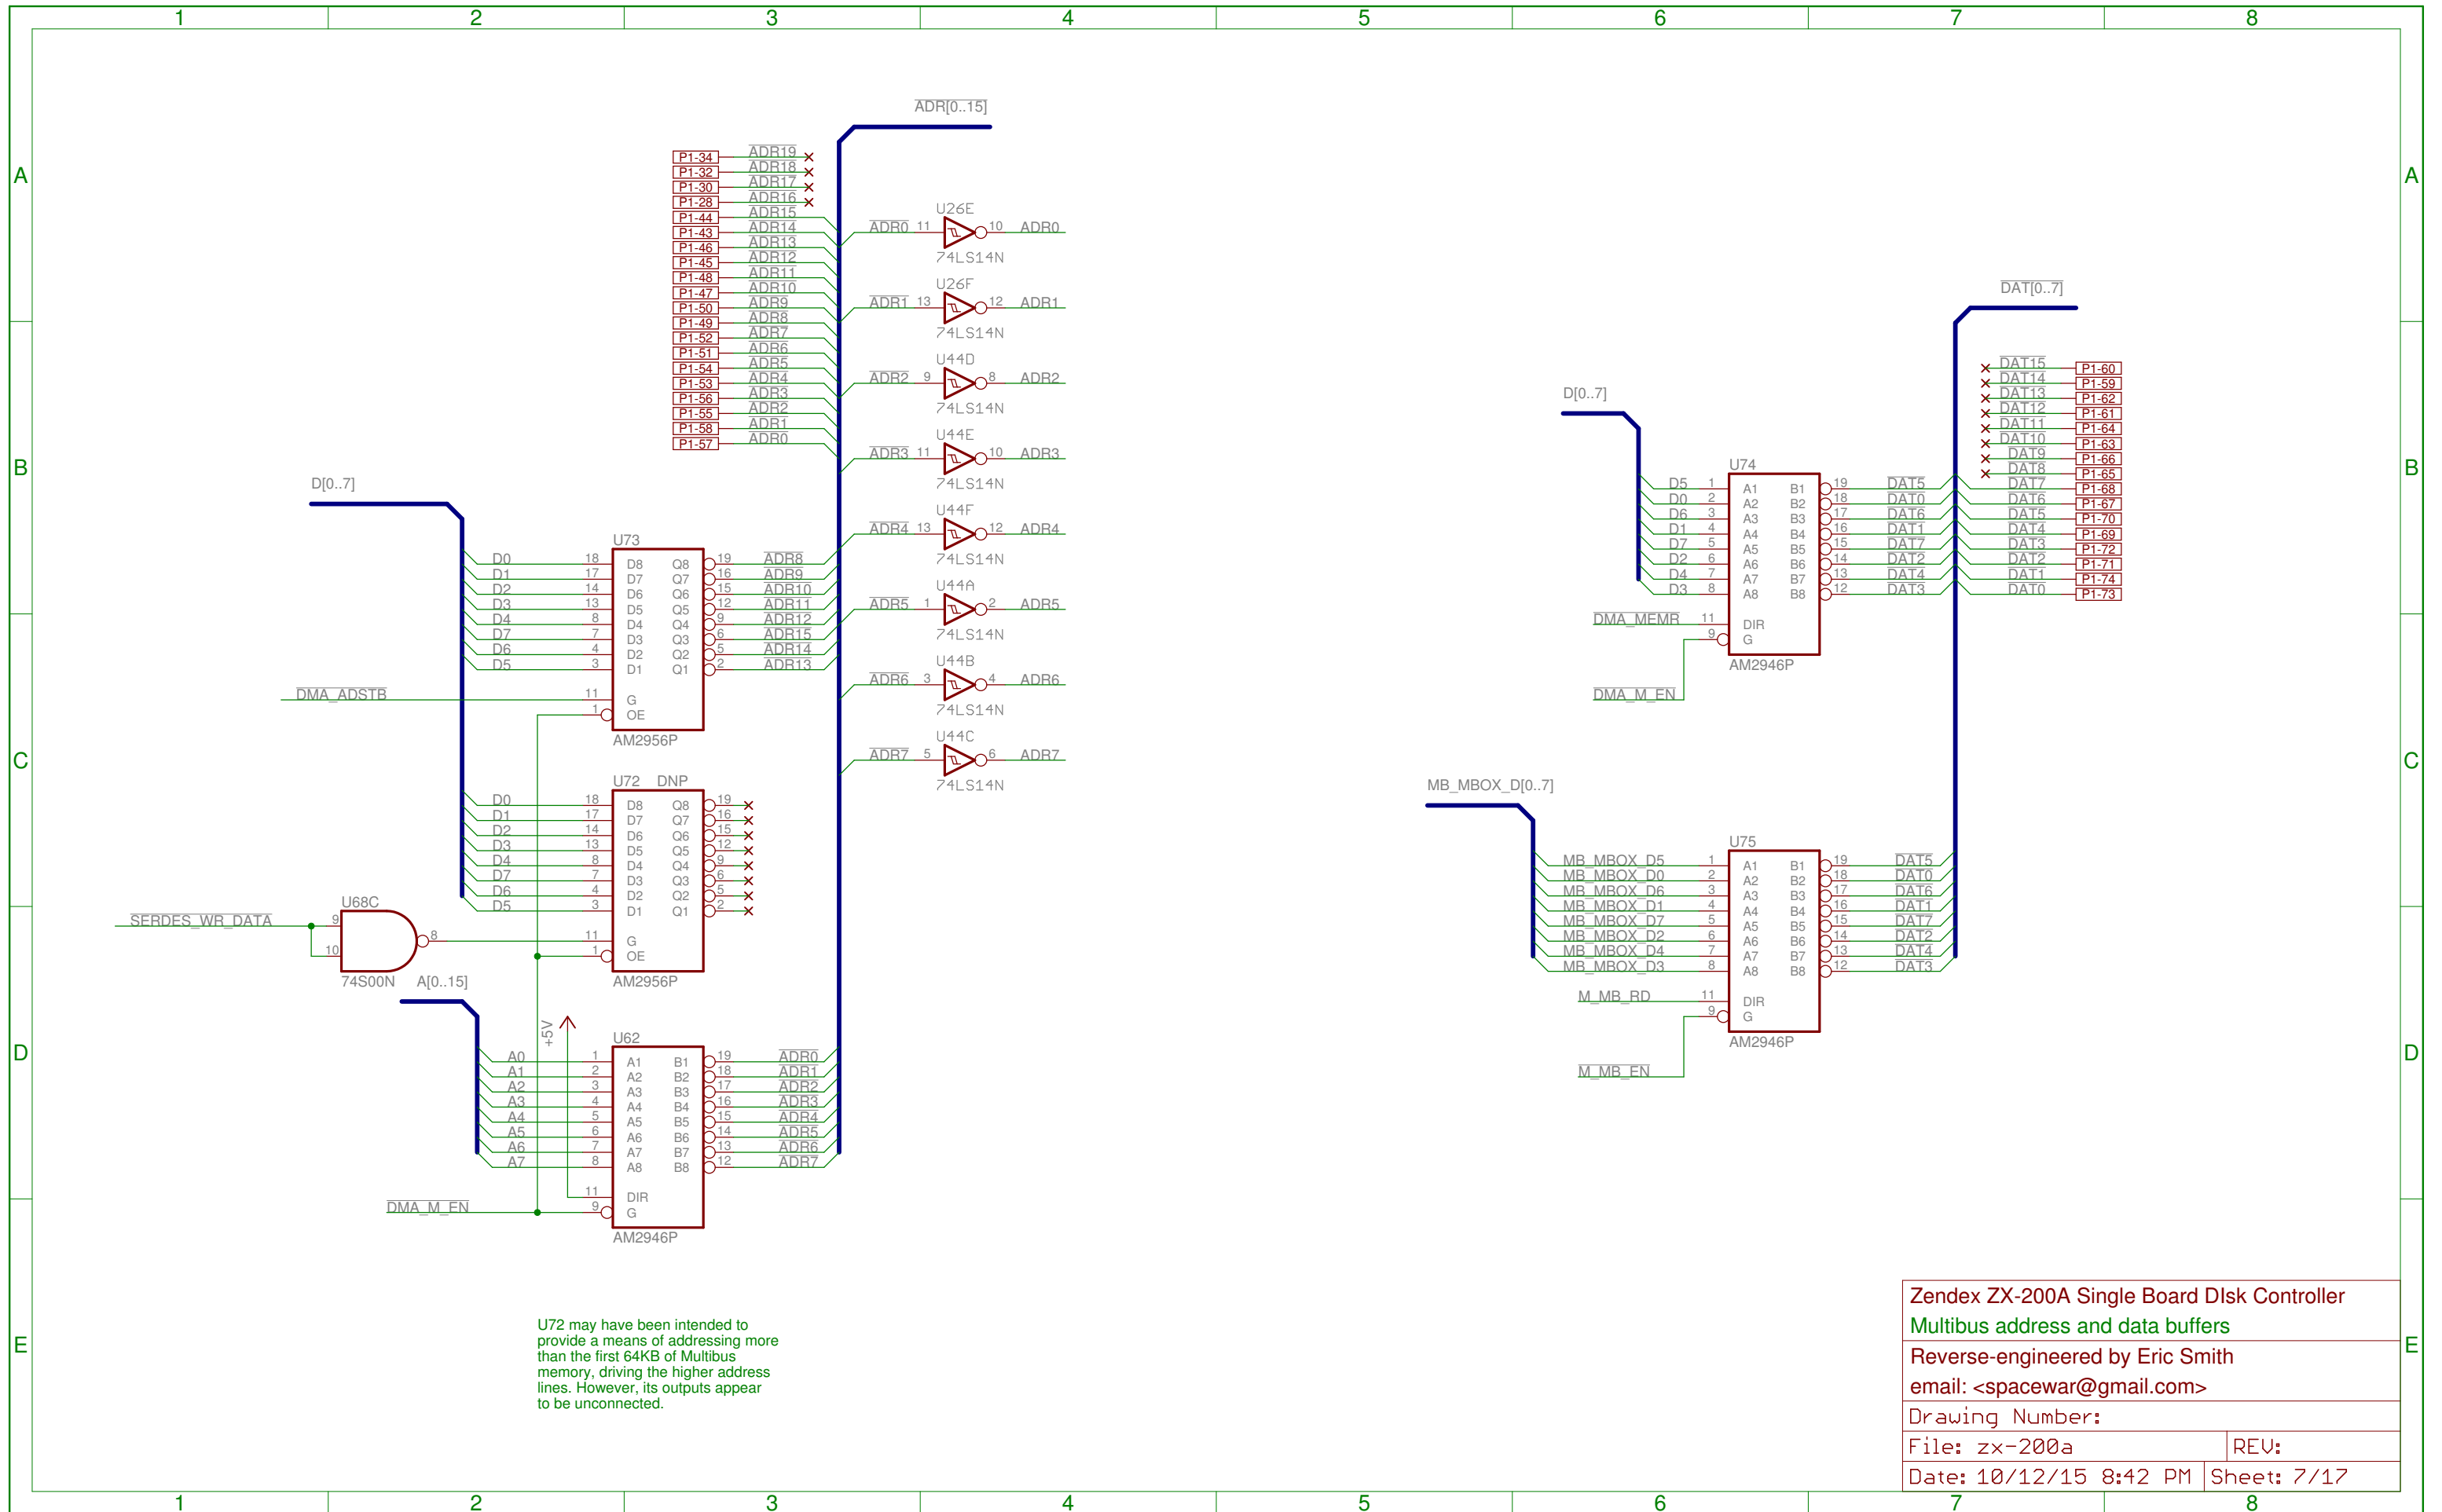 1 2 3 4 5 6 7 8
A A
B B
C C
D D
E E
ADR[0..15]
P1-34 ADR19
P1-32 ADR18
P1-30 ADR17
P1-28 ADR16
P1-44 ADR15
P1-43 ADR14
P1-46 ADR13
P1-45 ADR12
P1-48 ADR11
P1-47 ADR10
P1-50 ADR9
P1-49 ADR8
P1-52 ADR7
P1-51 ADR6
P1-54 ADR5
P1-53 ADR4
P1-56 ADR3
P1-55 ADR2
P1-58 ADR1
P1-57 ADR0
U26E
ADR0 11 10 ADR0
74LS14N
U26F
ADR1 13 12 ADR1
74LS14N
U44D
ADR2 9 8 ADR2
74LS14N
U44E
ADR3 11 10 ADR3
74LS14N
U44F
ADR4 13 12 ADR4
74LS14N
U44A
ADR5 1 2 ADR5
74LS14N
U44B
ADR6 3 4 ADR6
74LS14N
U44C
ADR7 5 6 ADR7
74LS14N
D[0..7]
U73
D0 18 D8 Q8 19 ADR8
D1 17 D7 Q7 16 ADR9
D2 14 D6 Q6 15 ADR10
D3 13 D5 Q5 12 ADR11
D4 8 D4 Q4 9 ADR12
D7 7 D3 Q3 6 ADR15
D6 4 D2 Q2 5 ADR14
D5 3 D1 Q1 2 ADR13
DMA_ADSTB 11 G
1 OE
AM2956P
U72 DNP
D0 18 D8 Q8 19
D1 17 D7 Q7 16
D2 14 D6 Q6 15
D3 13 D5 Q5 12
D4 8 D4 Q4 9
D7 7 D3 Q3 6
D6 4 D2 Q2 5
D5 3 D1 Q1 2
11 G
1 OE
AM2956P
U68C
SERDES_WR_DATA 9
10
8
74S00N
A[0..15]
+5V
U62
A0 1 A1 B1 19 ADR0
A1 2 A2 B2 18 ADR1
A2 3 A3 B3 17 ADR2
A3 4 A4 B4 16 ADR3
A4 5 A5 B5 15 ADR4
A5 6 A6 B6 14 ADR5
A6 7 A7 B7 13 ADR6
A7 8 A8 B8 12 ADR7
11 DIR
DMA_M_EN 9 G
AM2946P
U72 may have been intended to
provide a means of addressing more
than the first 64KB of Multibus
memory, driving the higher address
lines. However, its outputs appear
to be unconnected.
DAT[0..7]
DAT15 P1-60
DAT14 P1-59
DAT13 P1-62
DAT12 P1-61
DAT11 P1-64
DAT10 P1-63
DAT9 P1-66
DAT8 P1-65
DAT7 P1-68
DAT6 P1-67
DAT5 P1-70
DAT4 P1-69
DAT3 P1-72
DAT2 P1-71
DAT1 P1-74
DAT0 P1-73
D[0..7]
U74
D5 1 A1 B1 19 DAT5
D0 2 A2 B2 18 DAT0
D6 3 A3 B3 17 DAT6
D1 4 A4 B4 16 DAT1
D7 5 A5 B5 15 DAT7
D2 6 A6 B6 14 DAT2
D4 7 A7 B7 13 DAT4
D3 8 A8 B8 12 DAT3
DMA_MEMR 11 DIR
9 G
AM2946P
DMA_M_EN
MB_MBOX_D[0..7]
U75
MB_MBOX_D5 1 A1 B1 19 DAT5
MB_MBOX_D0 2 A2 B2 18 DAT0
MB_MBOX_D6 3 A3 B3 17 DAT6
MB_MBOX_D1 4 A4 B4 16 DAT1
MB_MBOX_D7 5 A5 B5 15 DAT7
MB_MBOX_D2 6 A6 B6 14 DAT2
MB_MBOX_D4 7 A7 B7 13 DAT4
MB_MBOX_D3 8 A8 B8 12 DAT3
M_MB_RD 11 DIR
9 G
AM2946P
M_MB_EN
Zendex ZX-200A Single Board DIsk Controller
Multibus address and data buffers
Reverse-engineered by Eric Smith
email: <spacewar@gmail.com>
Drawing Number:
File: zx-200a REV:
Date: 10/12/15 8:42 PM Sheet: 7/17
1 2 3 4 5 6 7 8